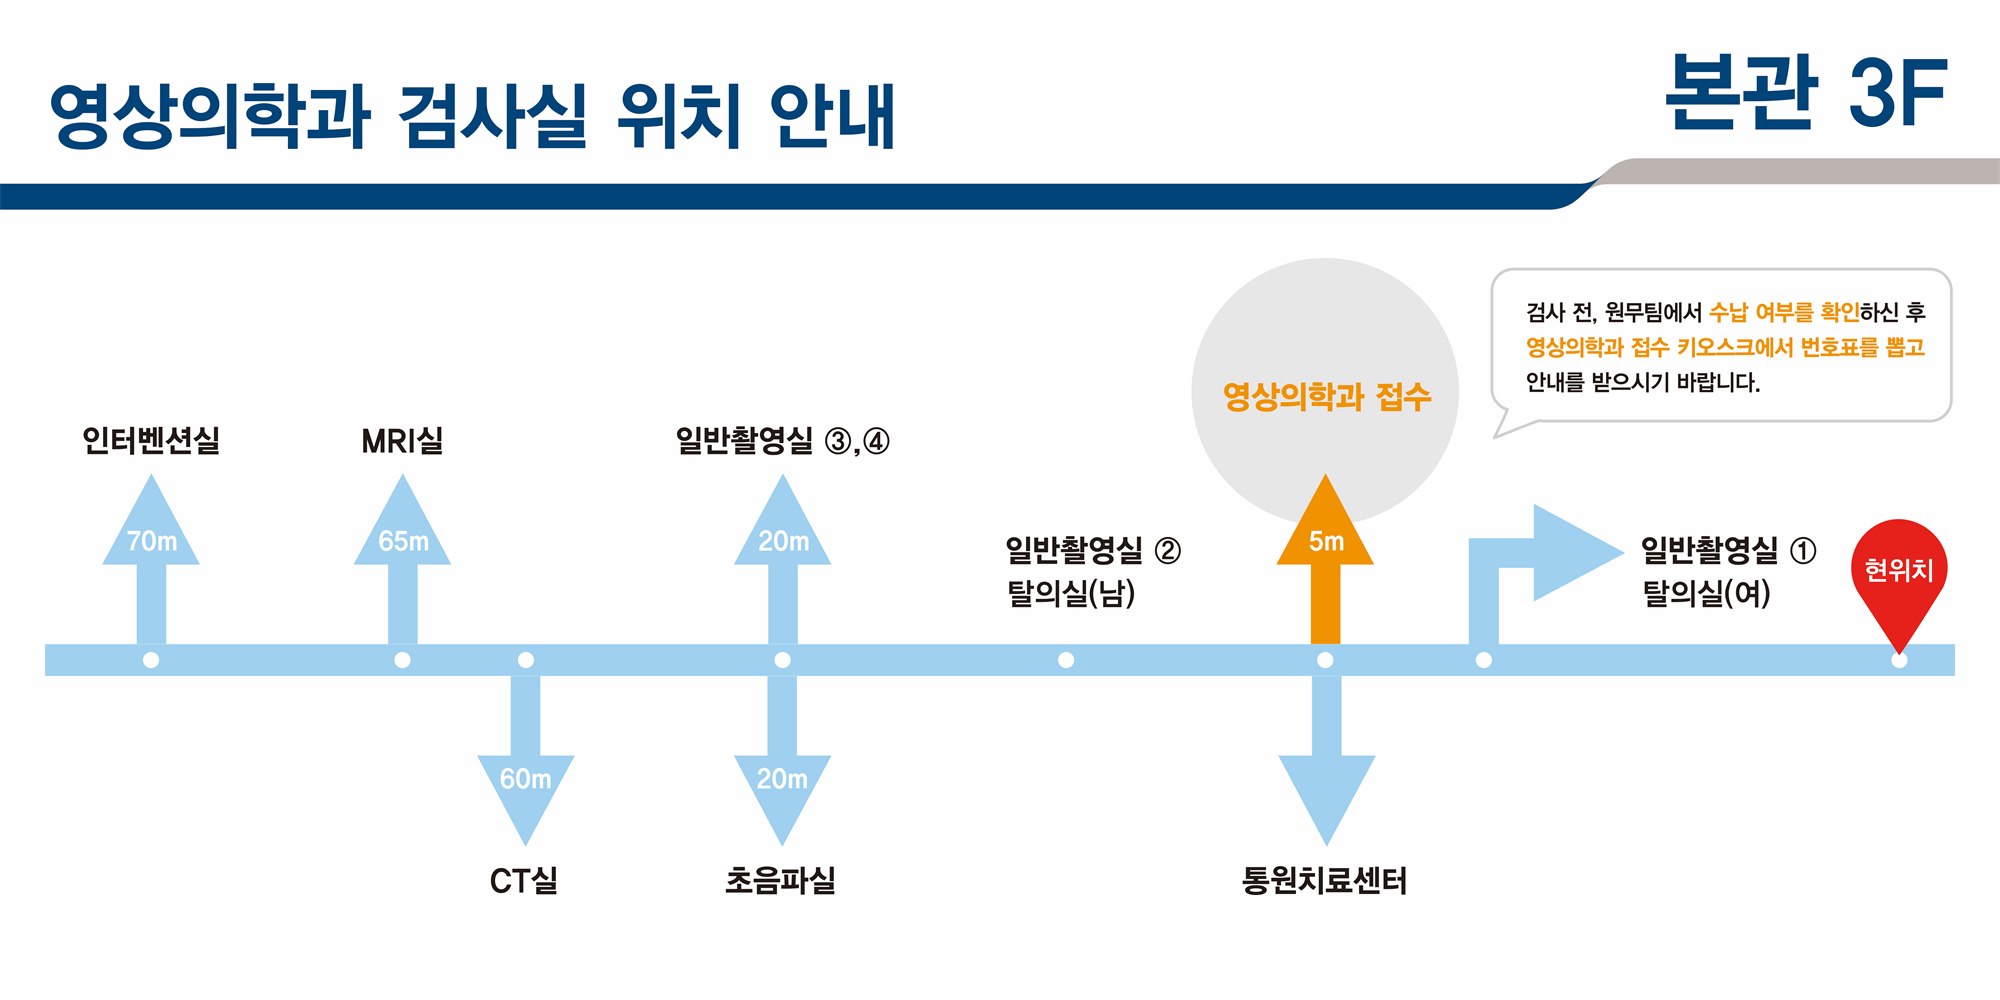 영상의학과 검사실 위치 안내
본관 3F
검사 전, 원무팀에서 수납 여부를 확인하신 후
영상의학과 접수 키오스크에서 번호표를 뽑고
안내를 받으시기 바랍니다.
영상의학과 접수
인터벤션실
MRI실
일반촬영실 ③,④
70m
65m
20m
5m
일반촬영실 ②
탈의실(남)
일반촬영실 ①
탈의실(여)
현위치
60m
20m
CT실
초음파실
통원치료센터